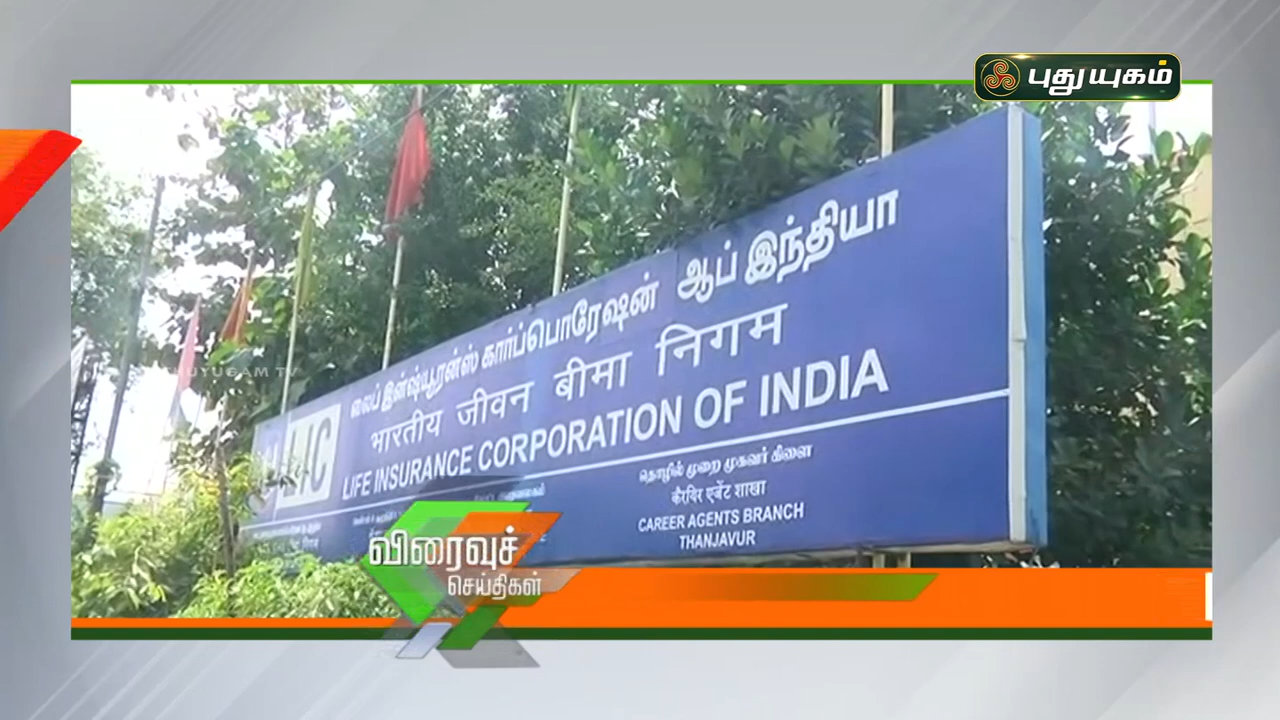 புதுயுகம்
லைப் இன்ஷ்யூரன்ஸ் கார்ப்பொரேஷன் ஆப் இந்தியா
भारतीय जीवन बीमा निगम
LIC
LIFE INSURANCE CORPORATION OF INDIA
தொழில் முறை முகவர் கிளை
कैरियर एजेंट शाखा
CAREER AGENTS BRANCH
THANJAVUR
விரைவுச்
செய்திகள்